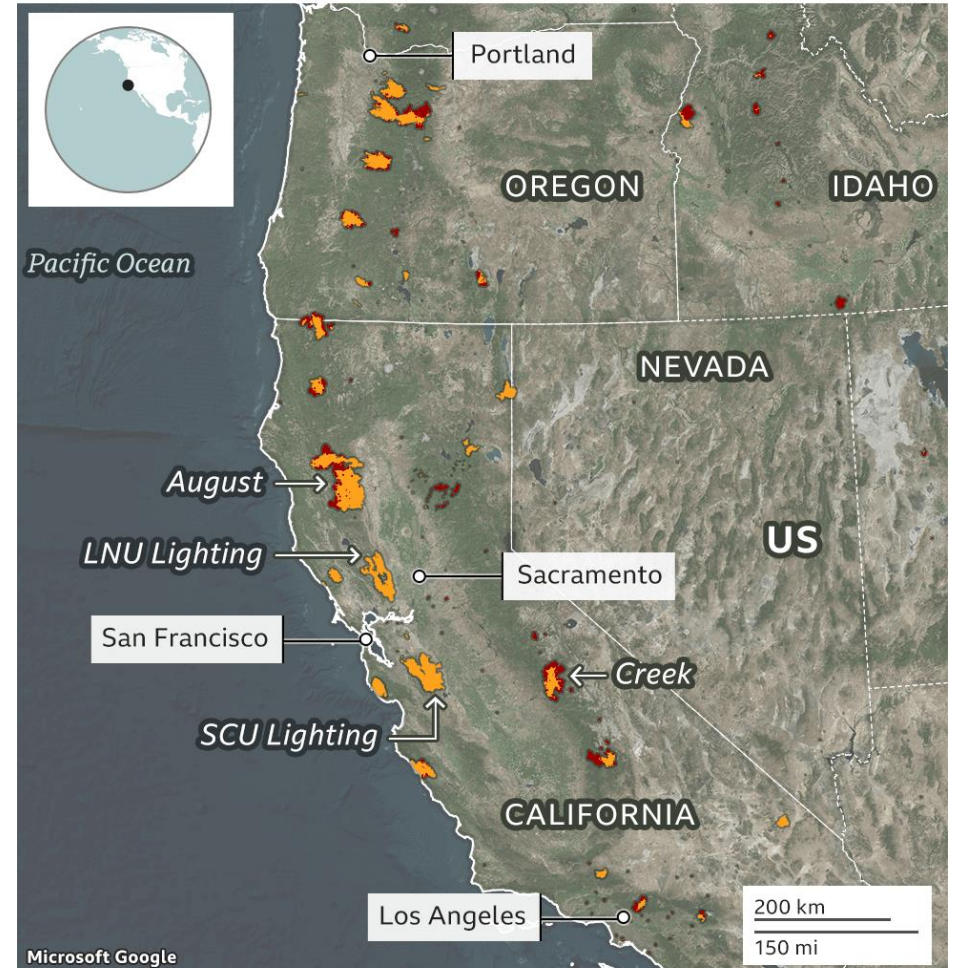 Portland
OREGON
IDAHO
Pacific Ocean
NEVADA
August
US
LNU Lighting
Sacramento
San Francisco
Creek
SCU Lighting
CALIFORNIA
Los Angeles
200 km
150 mi
Microsoft Google